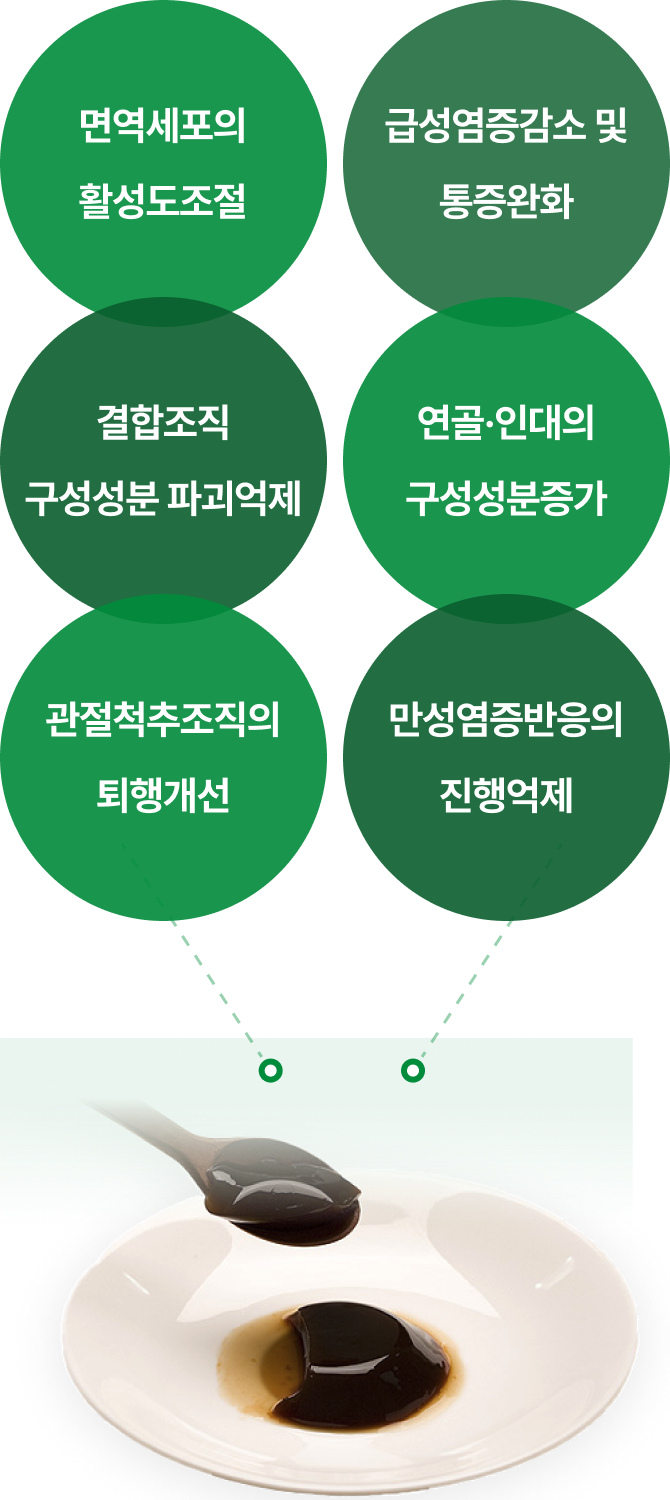 면역세포의
활성도조절
급성염증감소 및
통증완화
결합조직
구성성분 파괴억제
연골·인대의
구성성분증가
관절척추조직의
퇴행개선
만성염증반응의
진행억제